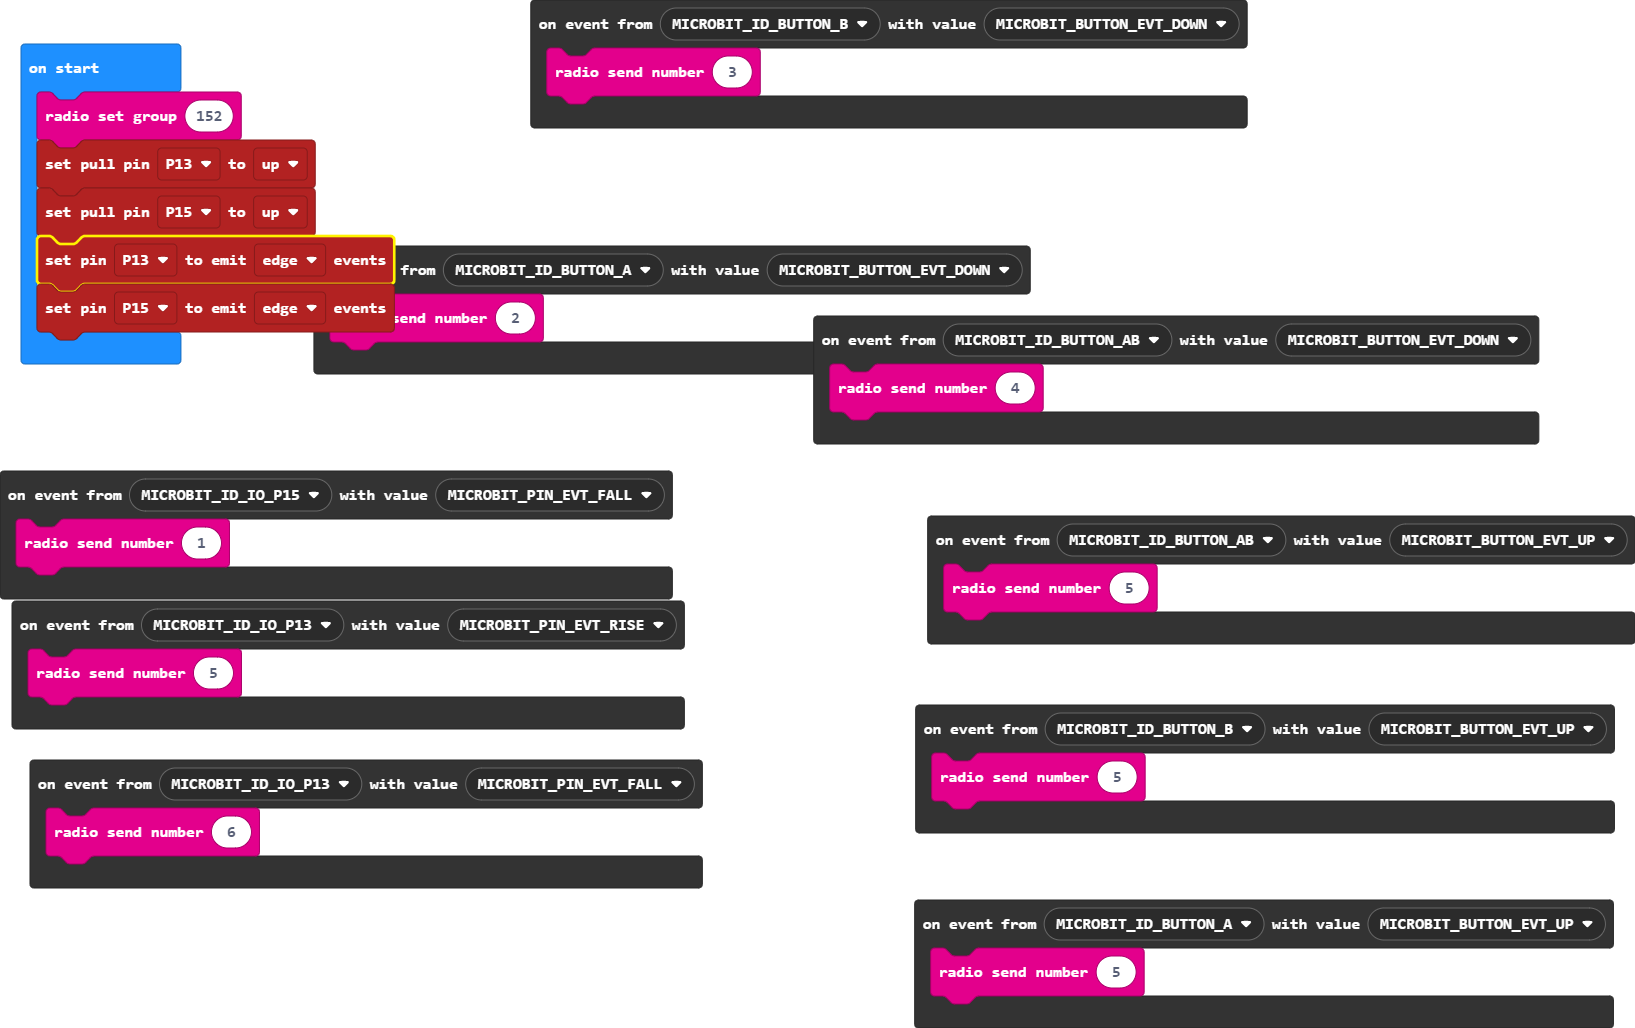 on start
radio set group 152
set pull pin P13 to up
set pull pin P15 to up
set pin P13 to emit edge events
set pin P15 to emit edge events
on event from MICROBIT_ID_BUTTON_B with value MICROBIT_BUTTON_EVT_DOWN
radio send number 3
from MICROBIT_ID_BUTTON_A with value MICROBIT_BUTTON_EVT_DOWN
send number 2
on event from MICROBIT_ID_BUTTON_AB with value MICROBIT_BUTTON_EVT_DOWN
radio send number 4
on event from MICROBIT_ID_IO_P15 with value MICROBIT_PIN_EVT_FALL
radio send number 1
on event from MICROBIT_ID_IO_P13 with value MICROBIT_PIN_EVT_RISE
radio send number 5
on event from MICROBIT_ID_IO_P13 with value MICROBIT_PIN_EVT_FALL
radio send number 6
on event from MICROBIT_ID_BUTTON_AB with value MICROBIT_BUTTON_EVT_UP
radio send number 5
on event from MICROBIT_ID_BUTTON_B with value MICROBIT_BUTTON_EVT_UP
radio send number 5
on event from MICROBIT_ID_BUTTON_A with value MICROBIT_BUTTON_EVT_UP
radio send number 5